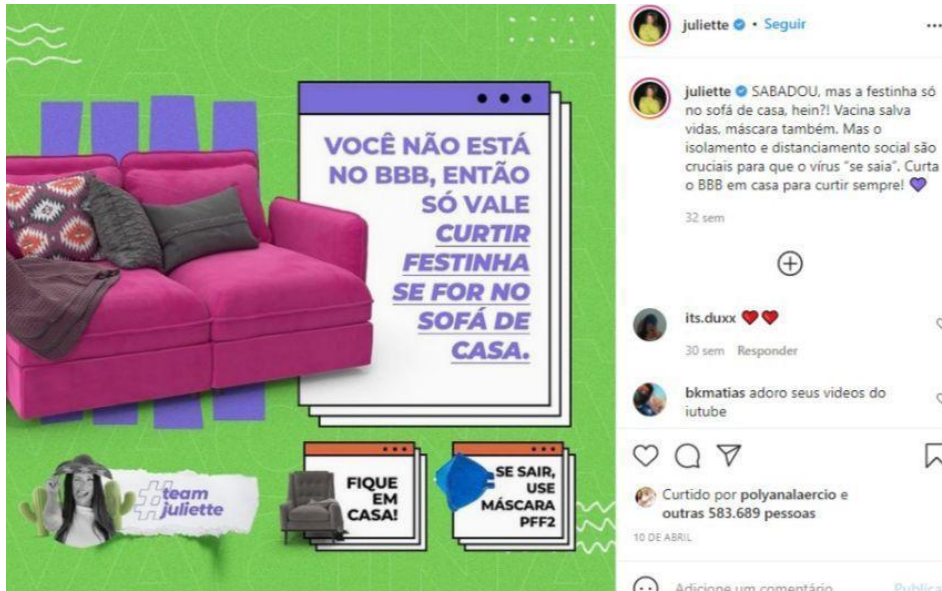 VOCÊ NÃO ESTÁ
NO BBB, ENTÃO
SÓ VALE
CURTIR
FESTINHA
SE FOR NO
SOFÁ DE
CASA.
#team
juliette
FIQUE
EM
CASA!
SE SAIR,
USE
MÁSCARA
PFF2
juliette • Seguir
juliette SABADOU, mas a festinha só
no sofá de casa, hein?! Vacina salva
vidas, máscara também. Mas o
isolamento e distanciamento social são
cruciais para que o vírus "se saia". Curta
o BBB em casa para curtir sempre!
32 sem
its.duxx
30 sem Responder
bkmatias adoro seus videos do
iutube
Curtido por polyanalaercio e
outras 583.689 pessoas
10 DE ABRIL
Adicione um comentário